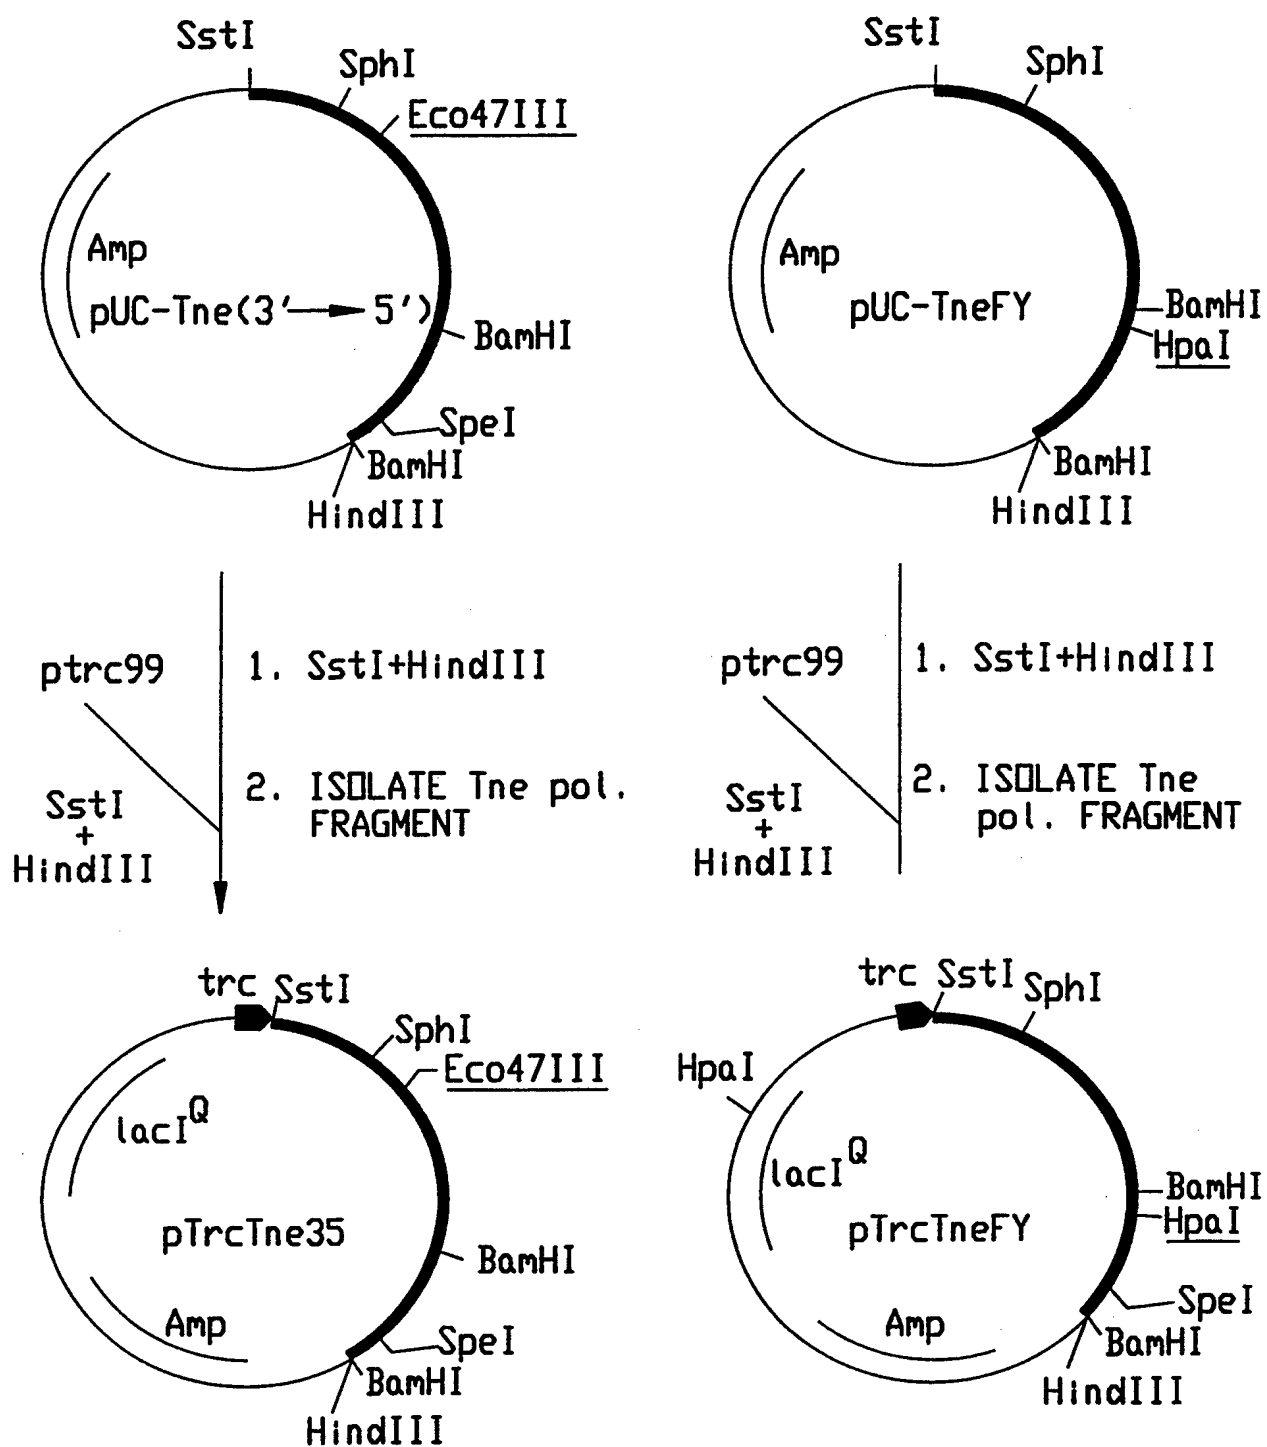 SstI
SphI
Eco47III
Amp
pUC-Tne(3'→5')
BamHI
SpeI
BamHI
HindIII
SstI
SphI
Amp
pUC-TneFY
BamHI
HpaI
BamHI
HindIII
ptrc99
1. SstI+HindIII
SstI
+
HindIII
2. ISOLATE Tne pol.
FRAGMENT
ptrc99
1. SstI+HindIII
SstI
+
HindIII
2. ISOLATE Tne
pol. FRAGMENT
trc
SstI
SphI
Eco47III
lacI^Q
pTrcTne35
Amp
BamHI
SpeI
BamHI
HindIII
trc
SstI
SphI
HpaI
lacI^Q
pTrcTneFY
Amp
BamHI
HpaI
SpeI
BamHI
HindIII